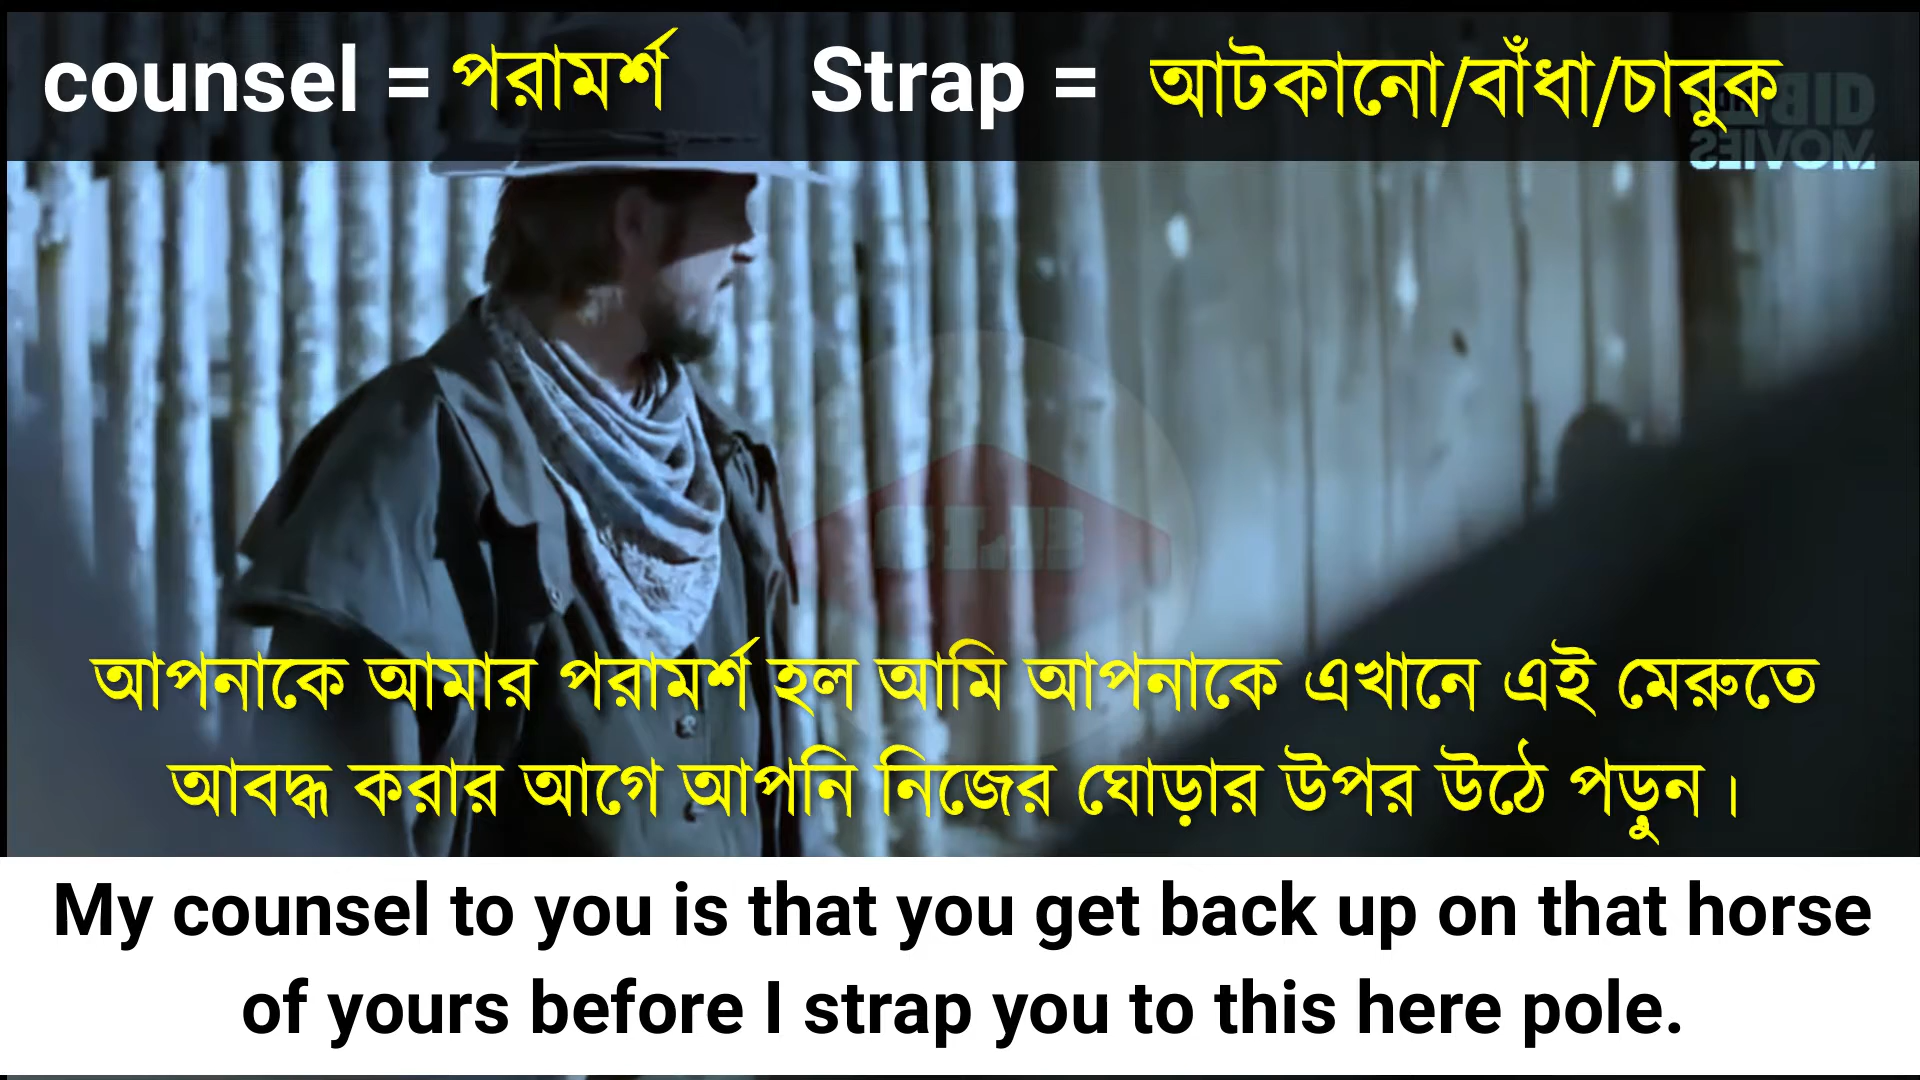 counsel = পরামর্শ Strap = আটকানো/বাঁধা/চাবুক
MOVIES
আপনাকে আমার পরামর্শ হল আমি আপনাকে এখানে এই মেরুতে
আবদ্ধ করার আগে আপনি নিজের ঘোড়ার উপর উঠে পড়ুন।
My counsel to you is that you get back up on that horse
of yours before I strap you to this here pole.